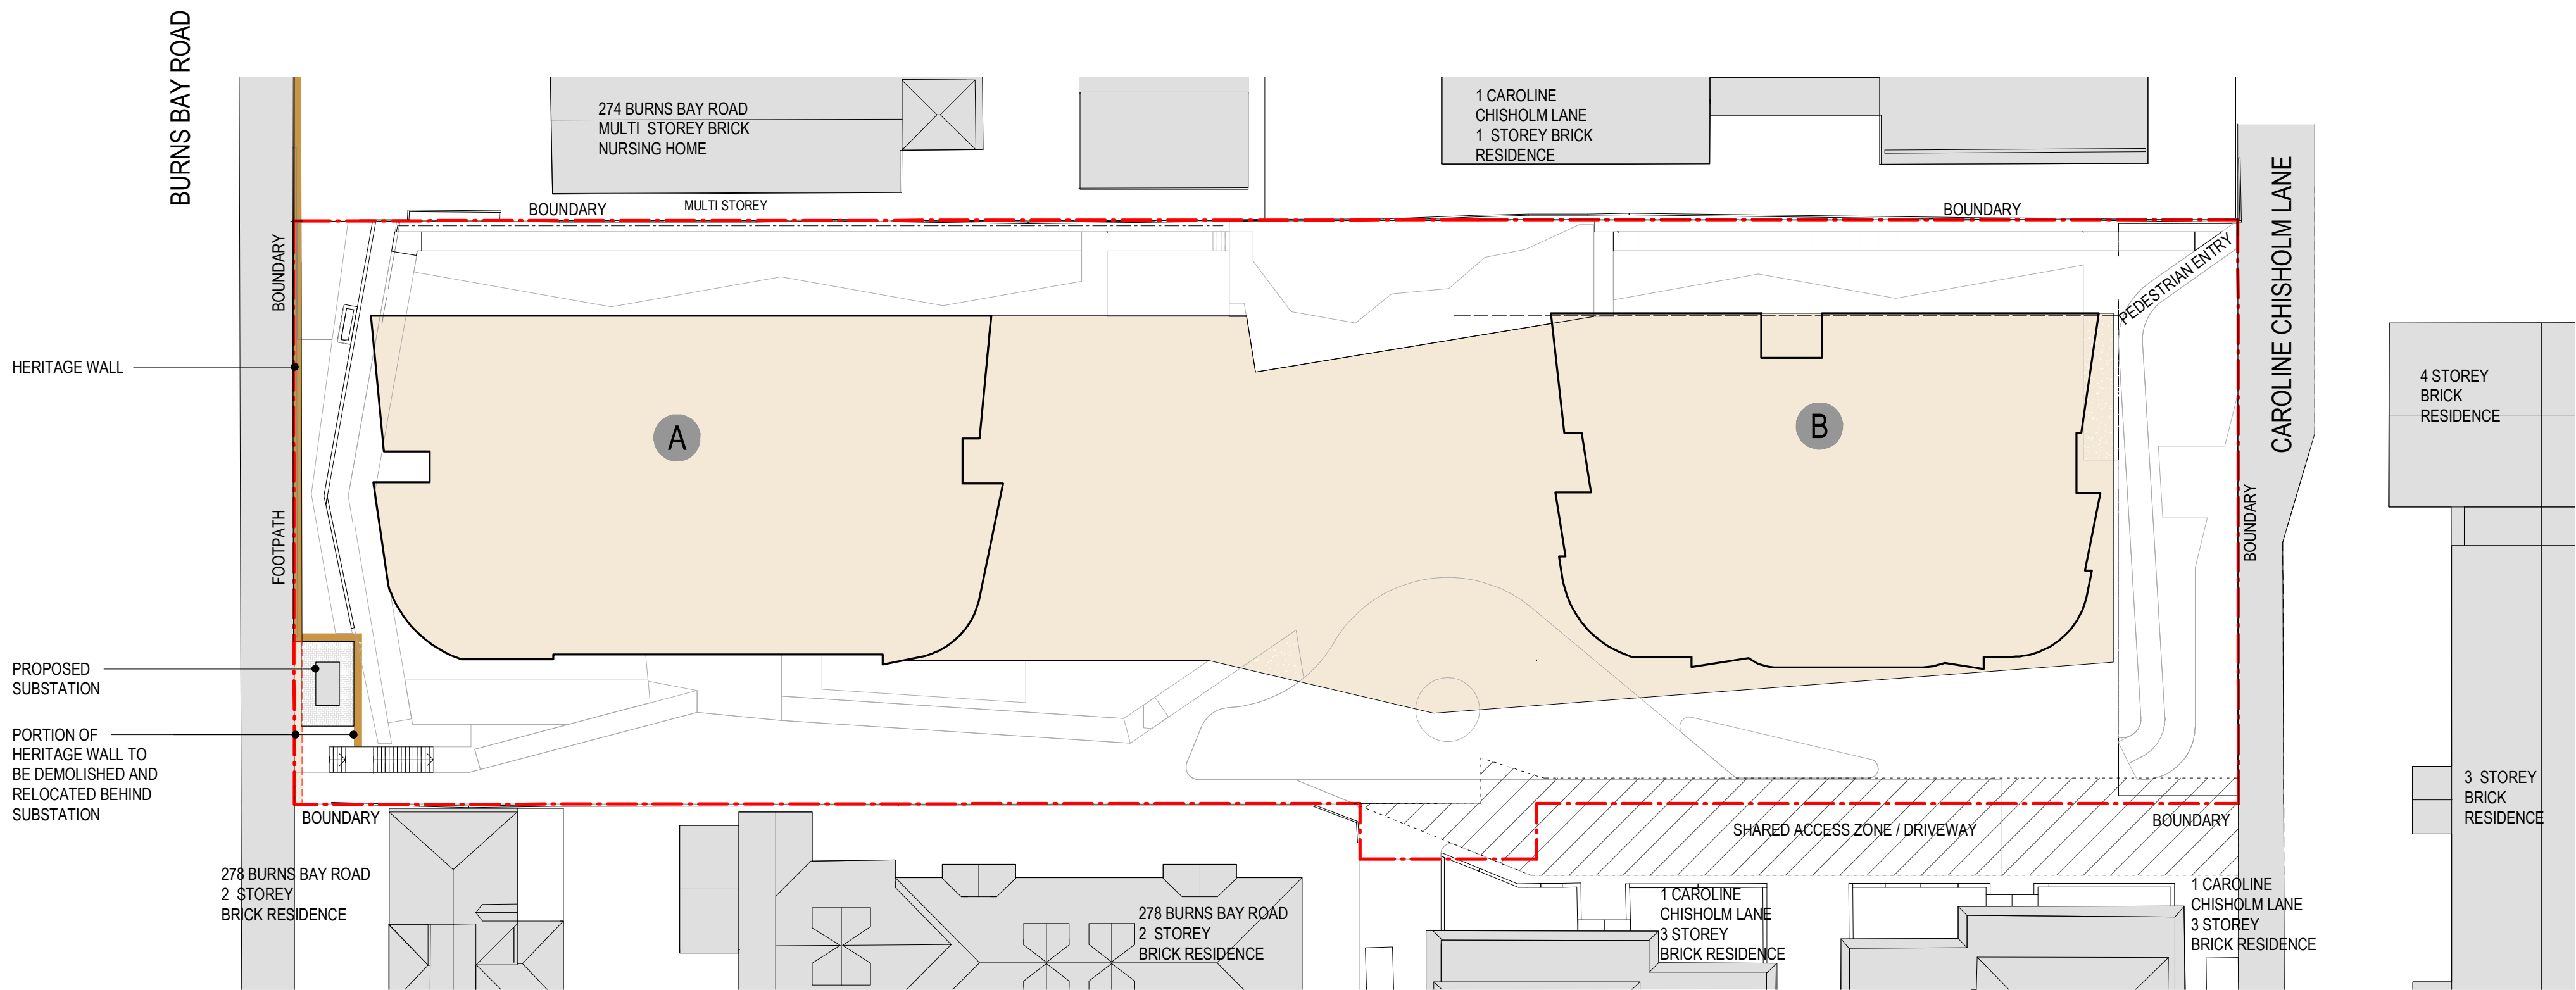 BURNS BAY ROAD
274 BURNS BAY ROAD
MULTI STOREY BRICK
NURSING HOME
1 CAROLINE
CHISHOLM LANE
1 STOREY BRICK
RESIDENCE
BOUNDARY
MULTI STOREY
BOUNDARY
BOUNDARY
PEDESTRIAN ENTRY
CAROLINE CHISHOLM LANE
HERITAGE WALL
A
B
4 STOREY
BRICK
RESIDENCE
FOOTPATH
BOUNDARY
PROPOSED
SUBSTATION
PORTION OF
HERITAGE WALL TO
BE DEMOLISHED AND
RELOCATED BEHIND
SUBSTATION
3 STOREY
BRICK
RESIDENCE
BOUNDARY
SHARED ACCESS ZONE / DRIVEWAY
BOUNDARY
278 BURNS BAY ROAD
2 STOREY
BRICK RESIDENCE
278 BURNS BAY ROAD
2 STOREY
BRICK RESIDENCE
1 CAROLINE
CHISHOLM LANE
3 STOREY
BRICK RESIDENCE
1 CAROLINE
CHISHOLM LANE
3 STOREY
BRICK RESIDENCE